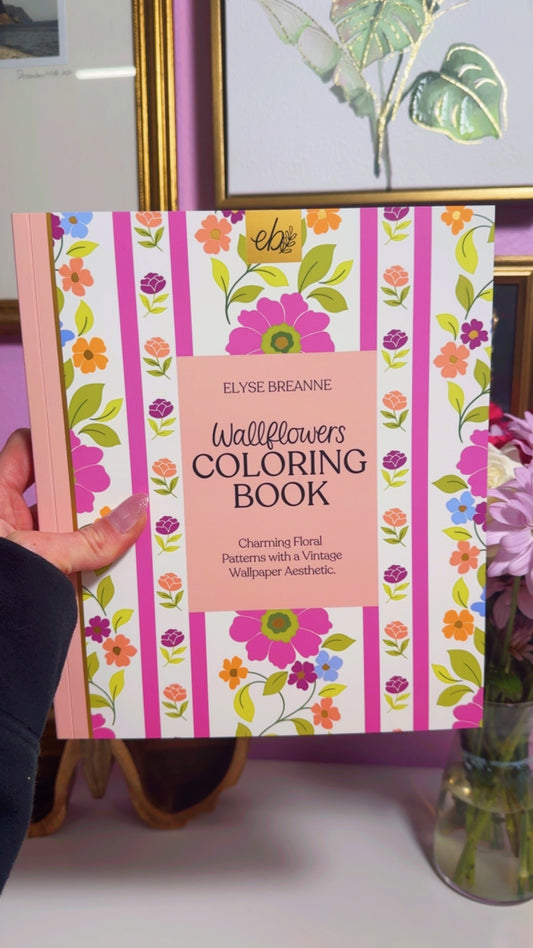 eb
ELYSE BREANNE
Wallflowers
COLORING
BOOK
Charming Floral
Patterns with a Vintage
Wallpaper Aesthetic.